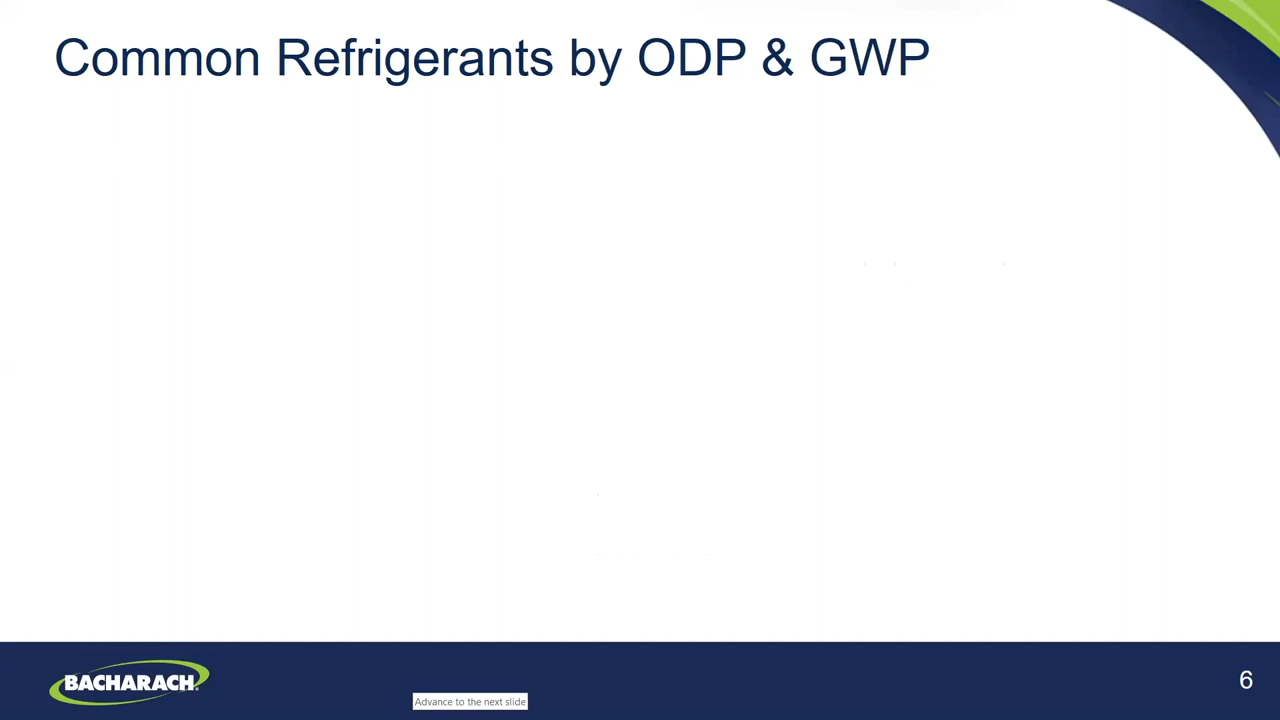 Common Refrigerants by ODP & GWP
BACHARACH
Advance to the next slide
6